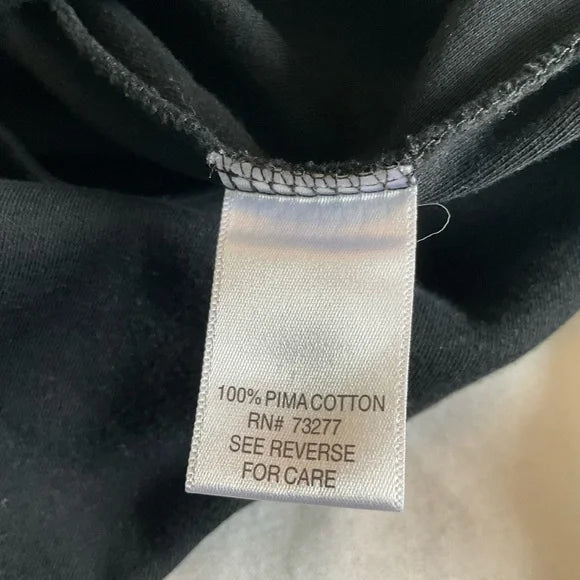 100% PIMA COTTON
RN# 73277
SEE REVERSE
FOR CARE